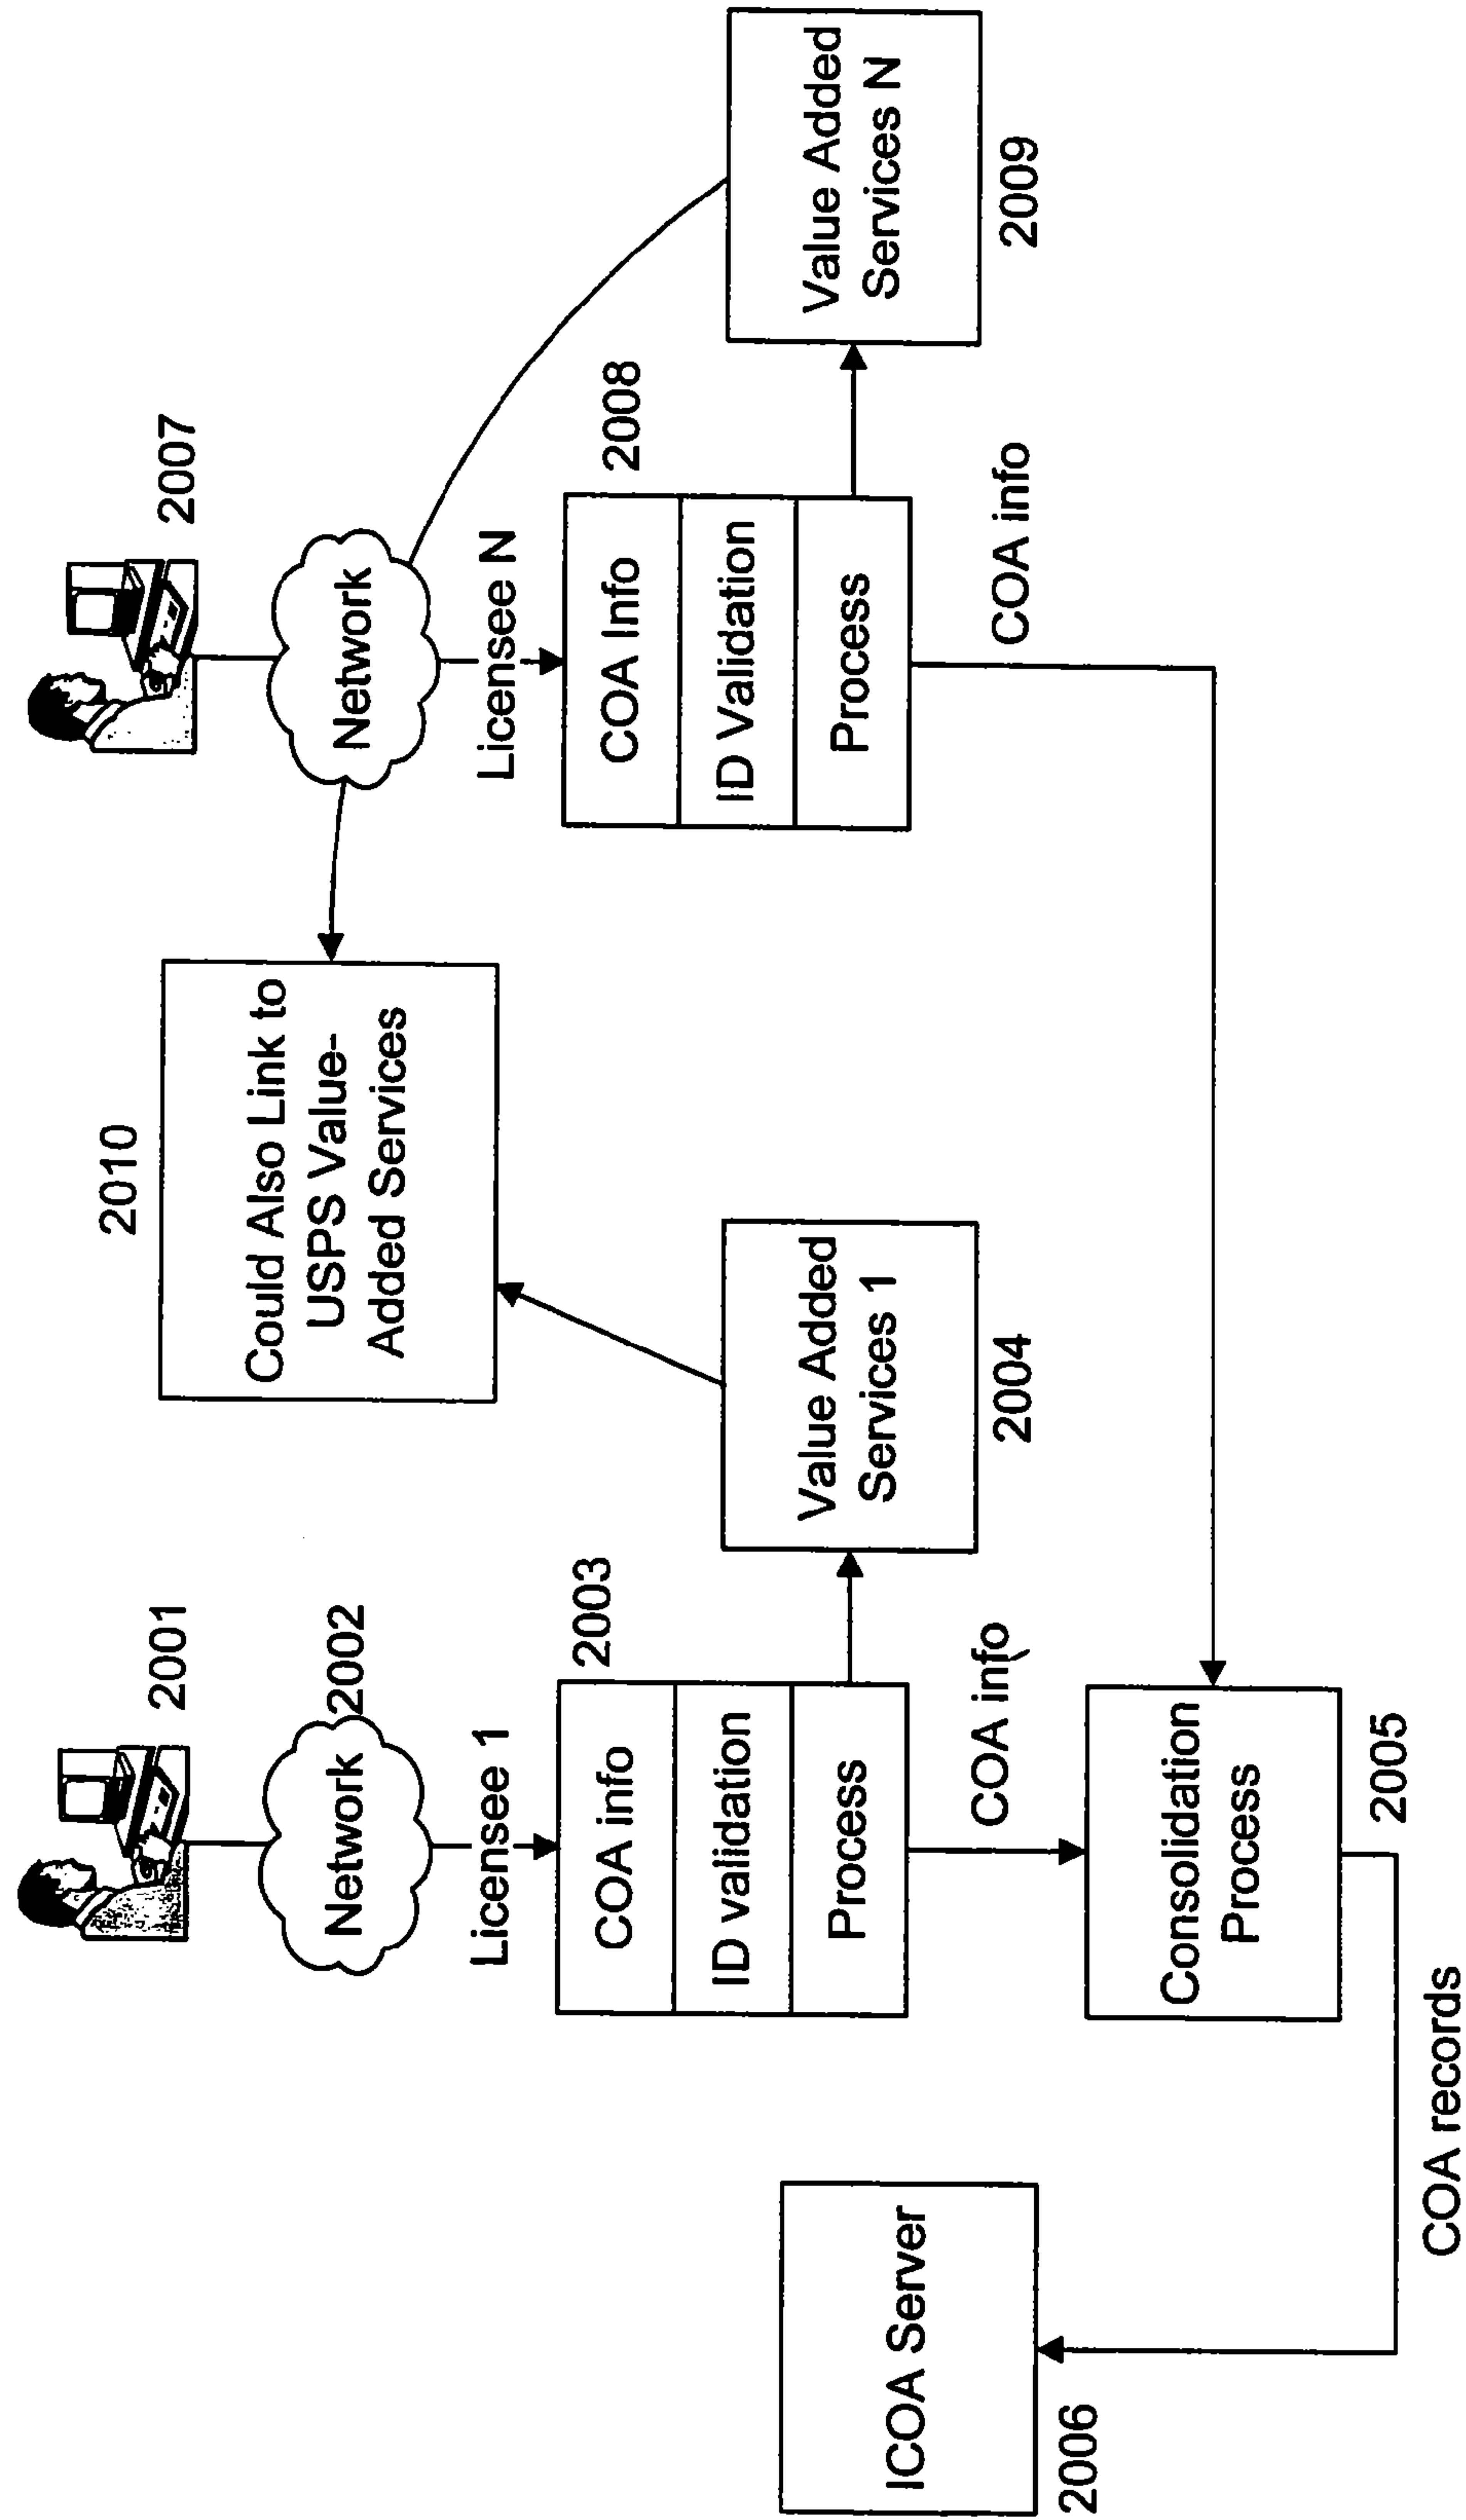 2001
Network
2002
Licensee 1
2003
COA info
ID validation
Process
COA info
Value Added
Services 1
2004
Consolidation
Process
2005
COA records
ICOA Server
2006
2010
Could Also Link to
USPS Value-
Added Services
2007
Network
Licensee N
2008
COA Info
ID Validation
Process
COA info
Value Added
Services N
2009